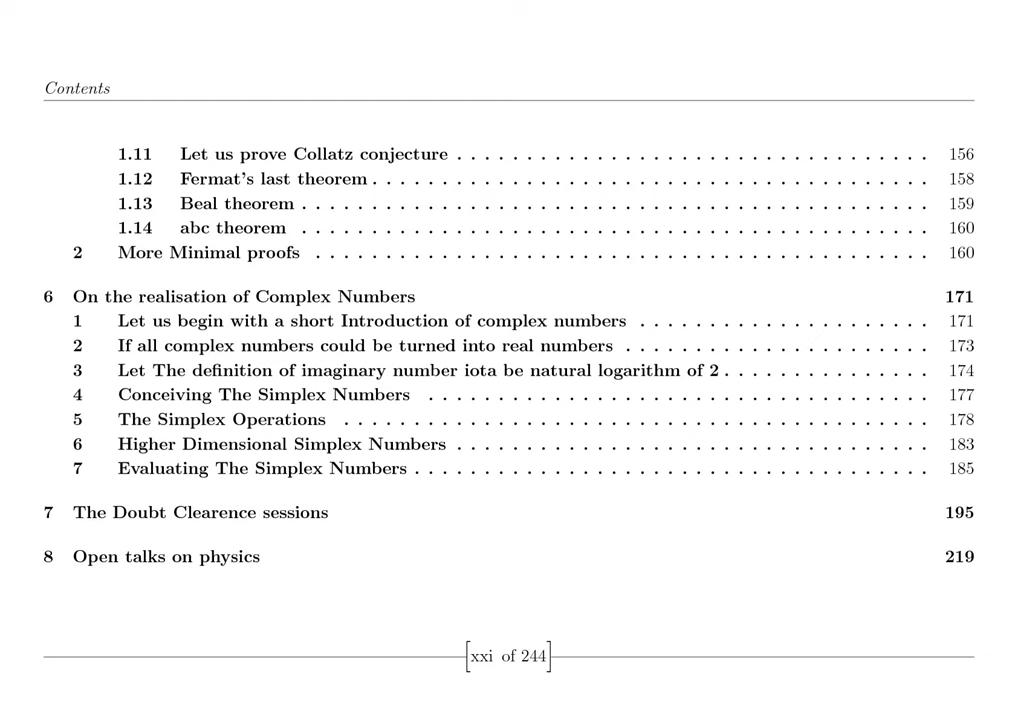 Contents
1.11 Let us prove Collatz conjecture . . . . . . . . . . . . . . . . . . . . . . . . . . . . . . . . . . 156
1.12 Fermat's last theorem . . . . . . . . . . . . . . . . . . . . . . . . . . . . . . . . . . . . . . . . 158
1.13 Beal theorem . . . . . . . . . . . . . . . . . . . . . . . . . . . . . . . . . . . . . . . . . . . . . 159
1.14 abc theorem . . . . . . . . . . . . . . . . . . . . . . . . . . . . . . . . . . . . . . . . . . . . . 160
2 More Minimal proofs . . . . . . . . . . . . . . . . . . . . . . . . . . . . . . . . . . . . . . . . . . . . 160
6 On the realisation of Complex Numbers 171
1 Let us begin with a short Introduction of complex numbers . . . . . . . . . . . . . . . . . . . . . 171
2 If all complex numbers could be turned into real numbers . . . . . . . . . . . . . . . . . . . . . . 173
3 Let The definition of imaginary number iota be natural logarithm of 2 . . . . . . . . . . . . . . . 174
4 Conceiving The Simplex Numbers . . . . . . . . . . . . . . . . . . . . . . . . . . . . . . . . . . . . 177
5 The Simplex Operations . . . . . . . . . . . . . . . . . . . . . . . . . . . . . . . . . . . . . . . . . . 178
6 Higher Dimensional Simplex Numbers . . . . . . . . . . . . . . . . . . . . . . . . . . . . . . . . . . 183
7 Evaluating The Simplex Numbers . . . . . . . . . . . . . . . . . . . . . . . . . . . . . . . . . . . . . 185
7 The Doubt Clearence sessions 195
8 Open talks on physics 219
[xxi of 244]